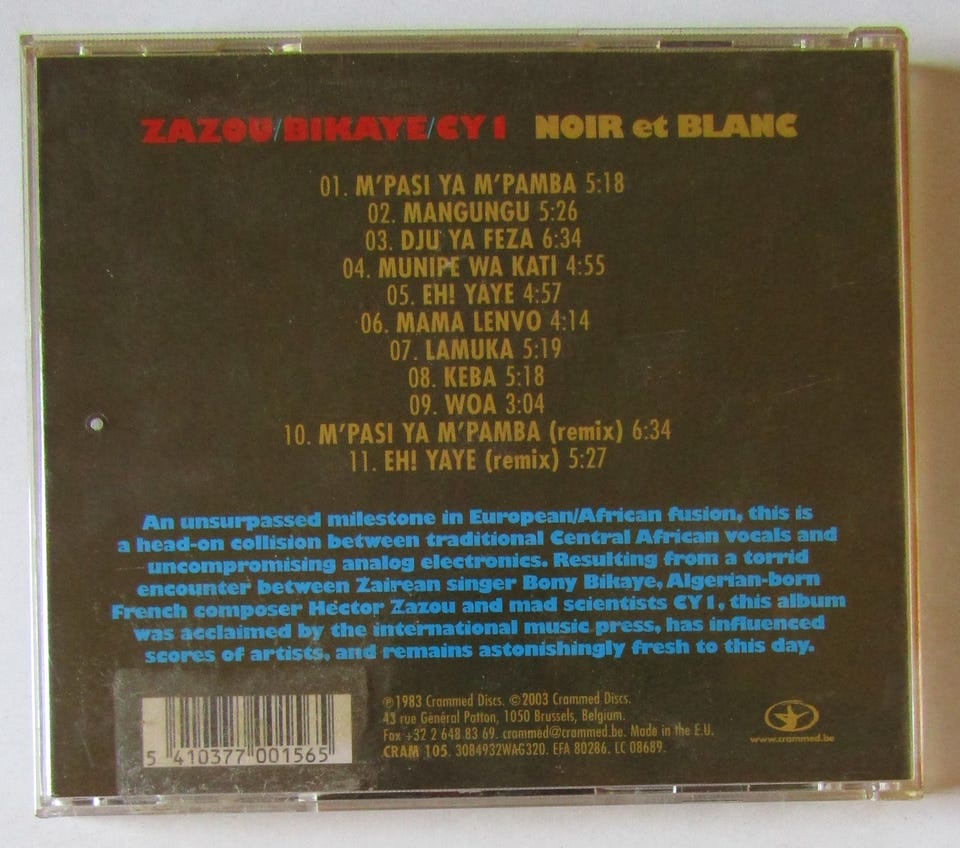 ZAZOU/BIKAYE/CY 1 NOIR et BLANC
01. M'PASI YA M'PAMBA 5:18
02. MANGUNGU 5:26
03. DJU YA FEZA 6:34
04. MUNIPE WA KATI 4:55
05. EH! YAYE 4:57
06. MAMA LENVO 4:14
07. LAMUKA 5:19
08. KEBA 5:18
09. WOA 3:04
10. M'PASI YA M'PAMBA (remix) 6:34
11. EH! YAYE (remix) 5:27
An unsurpassed milestone in European/African fusion, this is
a head-on collision between traditional Central African vocals and
uncompromising analog electronics. Resulting from a torrid
encounter between Zairean singer Bony Bikaye, Algerian-born
French composer Hector Zazou and mad scientists CY 1, this album
was acclaimed by the international music press, has influenced
scores of artists, and remains astonishingly fresh to this day.
℗1983 Crammed Discs. ©2003 Crammed Discs.
43 rue Général Patton, 1050 Brussels, Belgium.
Fax +32 2 648 83 69. crammed@crammed.be. Made in the E.U.
CRAM 105. 3084932WAG320. EFA 80286. LC 08689.
5 410377 001565
www.crammed.be